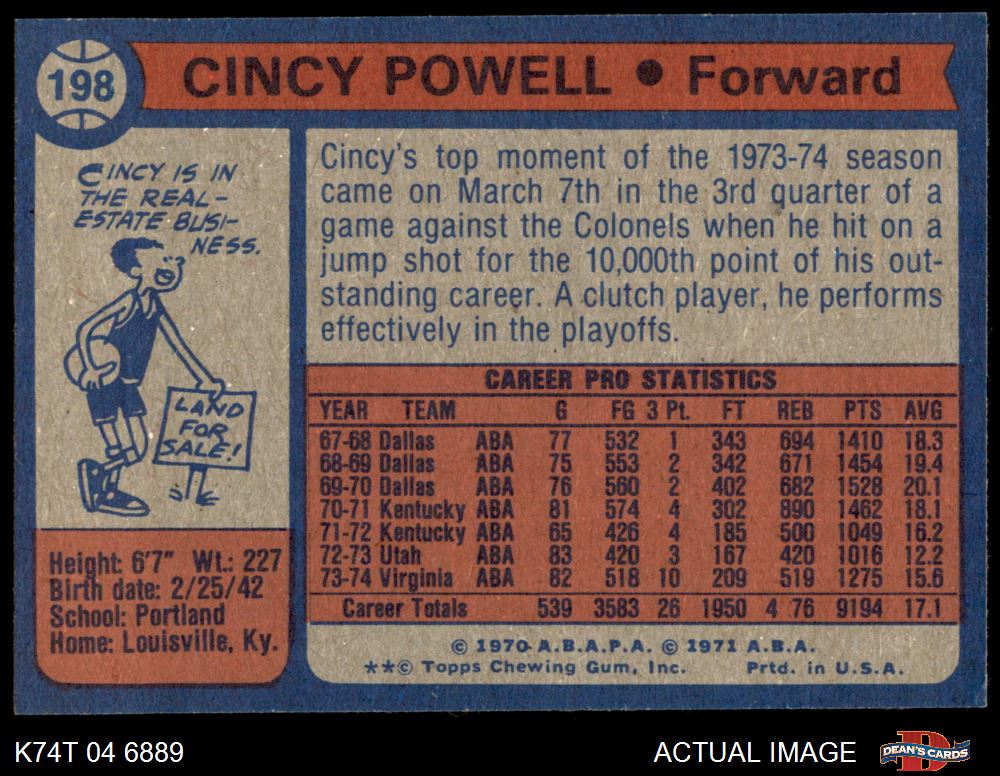 198
CINCY POWELL ● Forward
CINCY IS IN
THE REAL-
ESTATE BUSI-
NESS.
LAND
FOR
SALE!
Height: 6'7" Wt.: 227
Birth date: 2/25/42
School: Portland
Home: Louisville, Ky.
Cincy's top moment of the 1973-74 season
came on March 7th in the 3rd quarter of a
game against the Colonels when he hit on a
jump shot for the 10,000th point of his out-
standing career. A clutch player, he performs
effectively in the playoffs.
CAREER PRO STATISTICS
YEAR TEAM G FG 3 Pt. FT REB PTS AVG
67-68 Dallas ABA 77 532 1 343 694 1410 18.3
68-69 Dallas ABA 75 553 2 342 671 1454 19.4
69-70 Dallas ABA 76 560 2 402 682 1528 20.1
70-71 Kentucky ABA 81 574 4 302 890 1462 18.1
71-72 Kentucky ABA 65 426 4 185 500 1049 16.2
72-73 Utah ABA 83 420 3 167 420 1016 12.2
73-74 Virginia ABA 82 518 10 209 519 1275 15.6
Career Totals 539 3583 26 1950 4 76 9194 17.1
© 1970 A.B.A.P.A. © 1971 A.B.A.
**© Topps Chewing Gum, Inc. Prtd. in U.S.A.
K74T 04 6889 ACTUAL IMAGE
D
DEAN'S CARDS